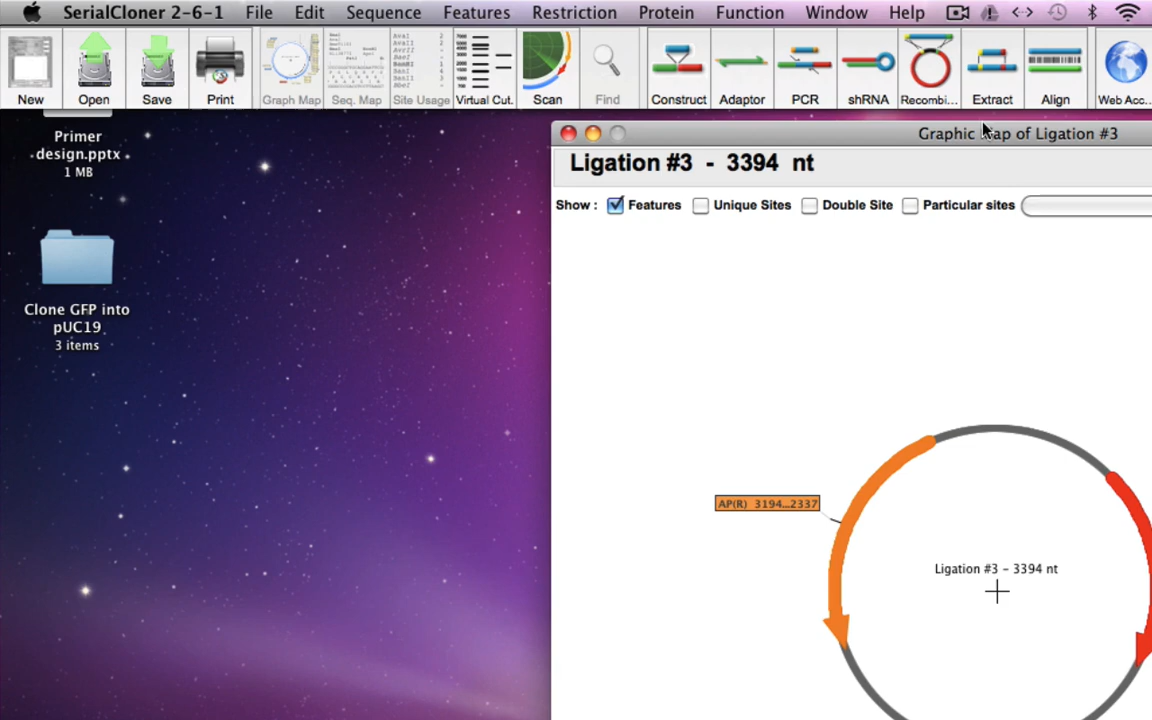 SerialCloner 2-6-1 File Edit Sequence Features Restriction Protein Function Window Help
New Open Save Print Graph Map Seq. Map Site Usage Virtual Cut. Scan Find Construct Adaptor PCR shRNA Recombi... Extract Align Web Acc..
Primer
design.pptx
1 MB
Clone GFP into
pUC19
3 items
Graphic Map of Ligation #3
Ligation #3 - 3394 nt
Show : Features Unique Sites Double Site Particular sites
AP(R) 3194...2337
Ligation #3 - 3394 nt